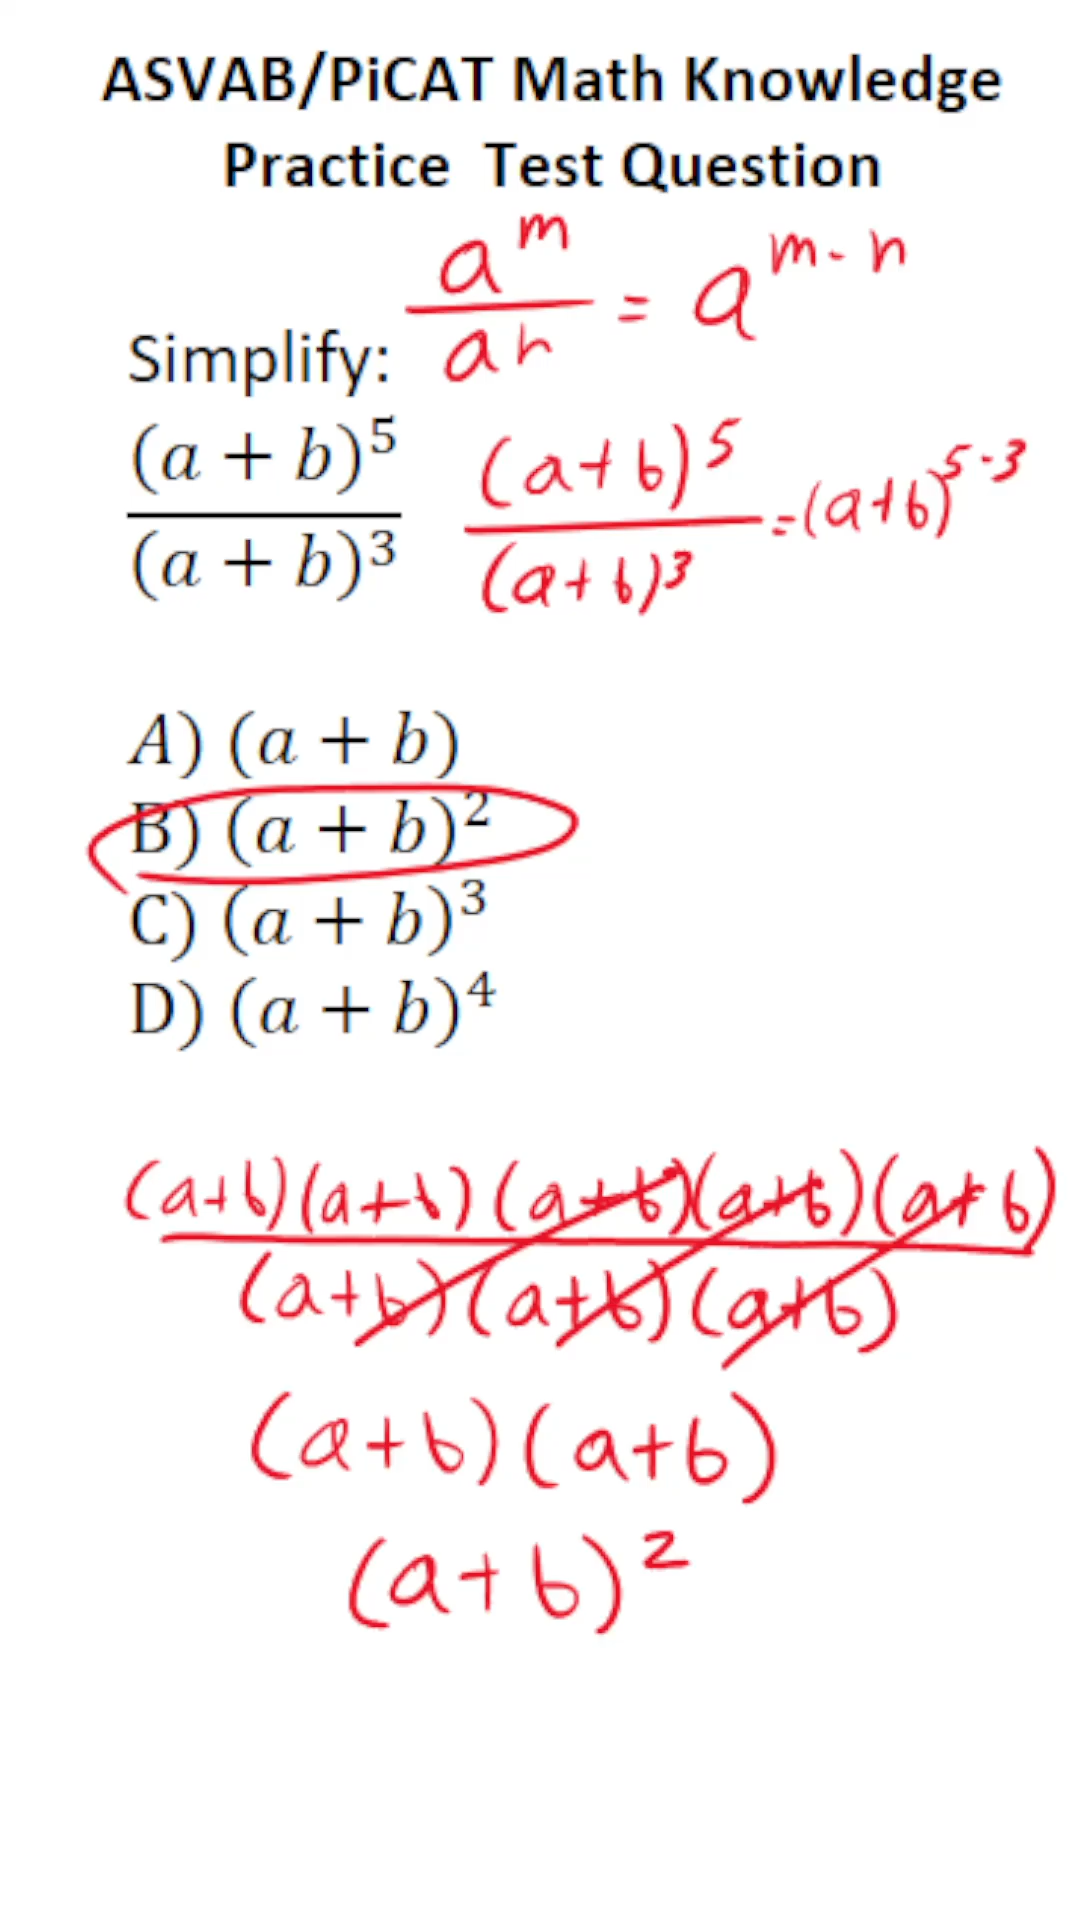 ASVAB/PiCAT Math Knowledge
Practice Test Question
a^m / a^n = a^{m-n}
Simplify:
(a + b)^5 / (a + b)^3
(a+b)^5 / (a+b)^3 = (a+b)^{5-3}
A) (a + b)
B) (a + b)^2
C) (a + b)^3
D) (a + b)^4
(a+b)(a+b)(a+b)(a+b)(a+b)
(a+b)(a+b)(a+b)
(a+b)(a+b)
(a+b)^2